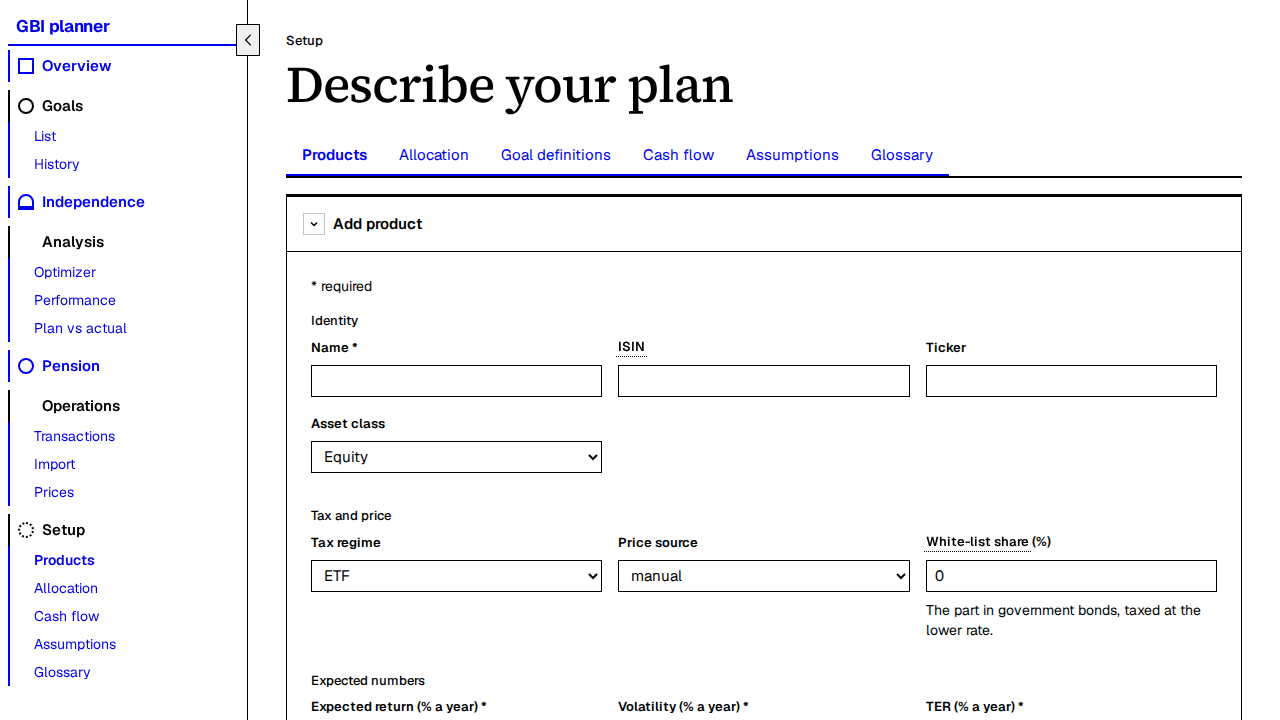 GBI planner
Overview
Goals
List
History
Independence
Analysis
Optimizer
Performance
Plan vs actual
Pension
Operations
Transactions
Import
Prices
Setup
Products
Allocation
Cash flow
Assumptions
Glossary
Setup
Describe your plan
Products Allocation Goal definitions Cash flow Assumptions Glossary
Add product
* required
Identity
Name * ISIN Ticker
Asset class
Equity
Tax and price
Tax regime Price source White-list share (%)
ETF manual 0
The part in government bonds, taxed at the
lower rate.
Expected numbers
Expected return (% a year) * Volatility (% a year) * TER (% a year) *